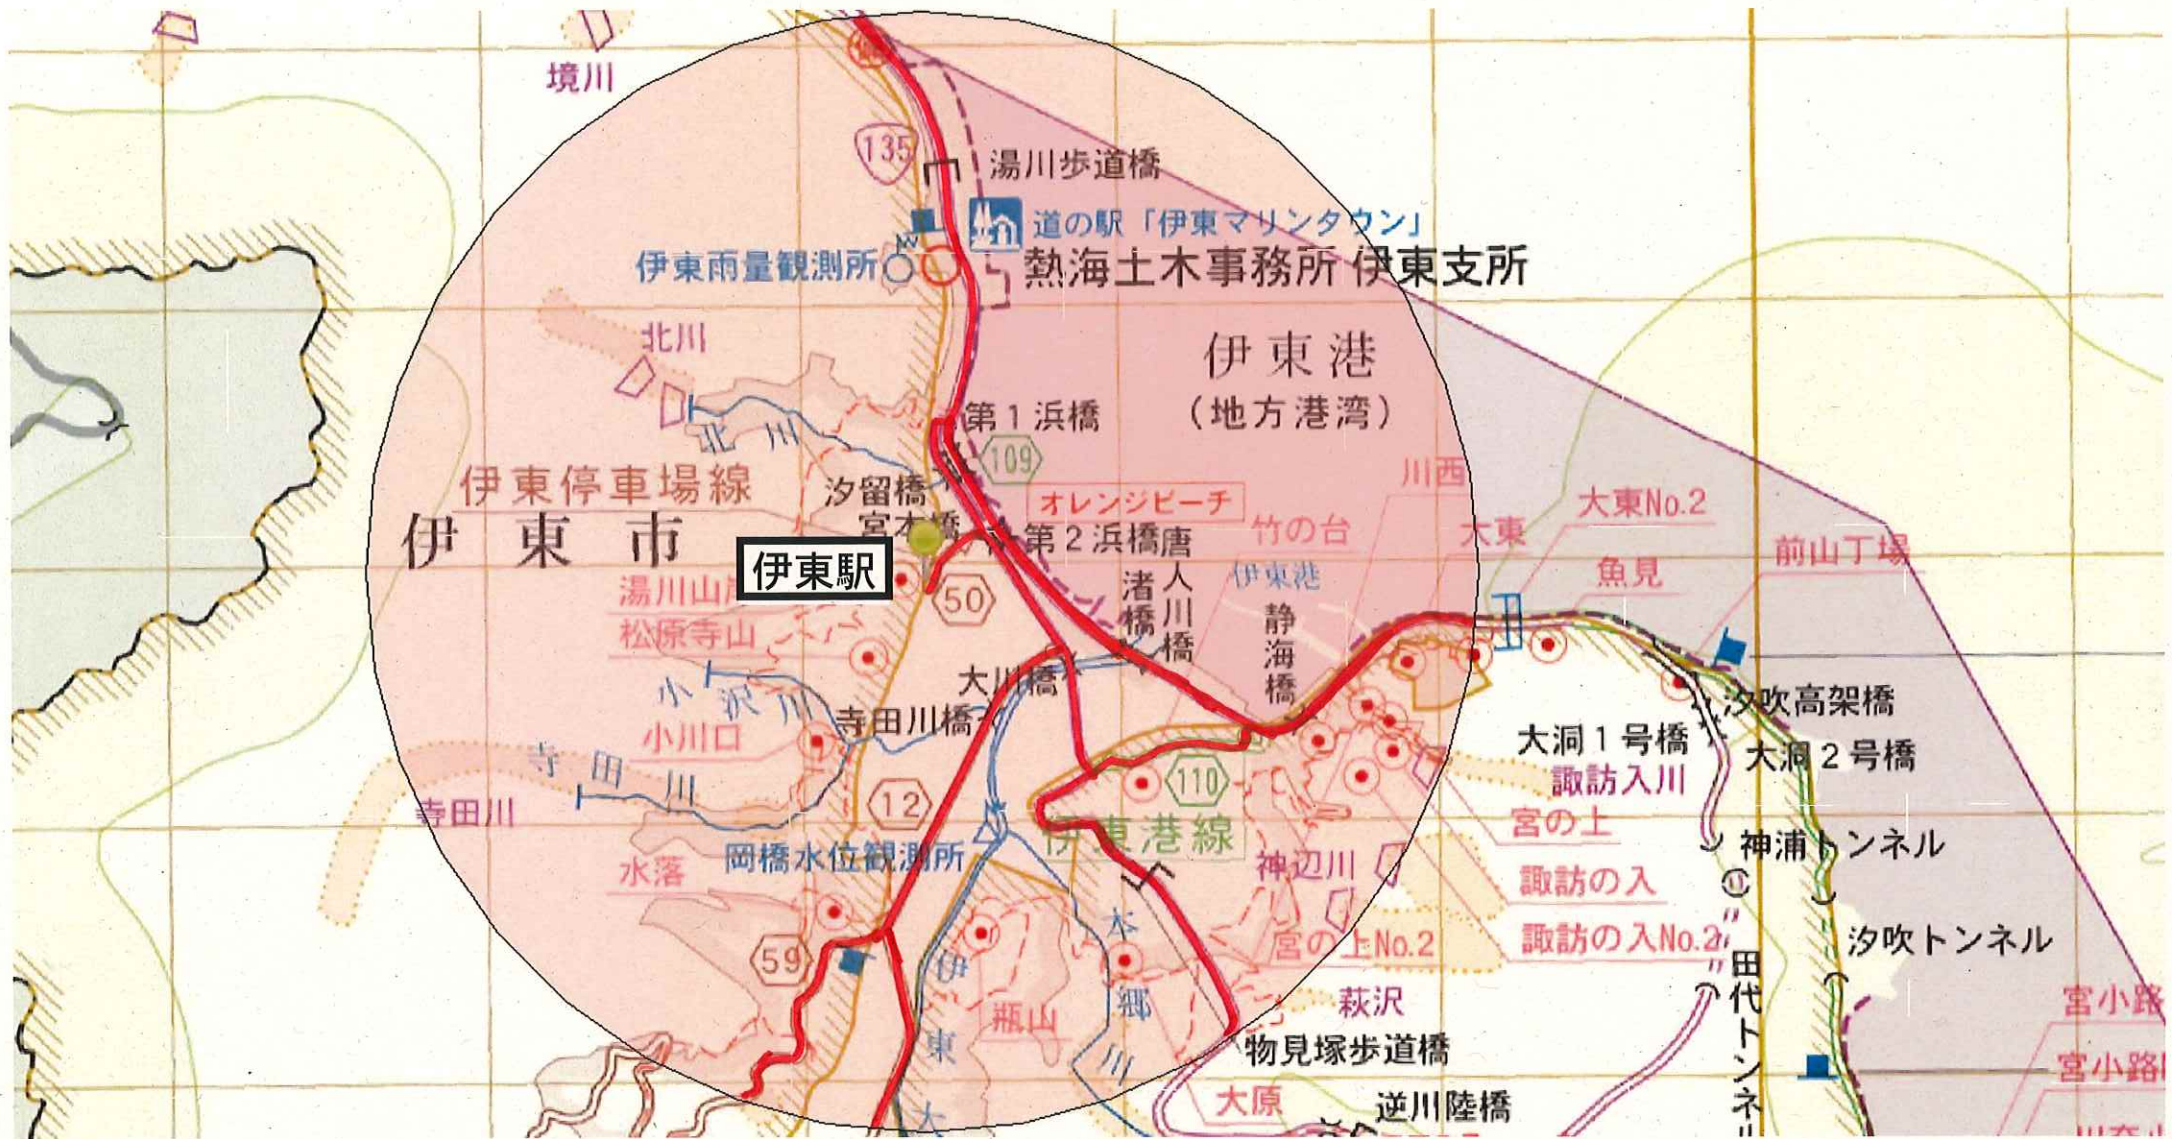 境川
135
湯川歩道橋
道の駅「伊東マリンタウン」
伊東雨量観測所
熱海土木事務所 伊東支所
北川
伊東港
(地方港湾)
第1浜橋
北川
109
伊東停車場線
汐留橋
オレンジビーチ
川西
大東No.2
伊東市
宮本橋
第2浜橋
竹の台
大東
前山丁場
伊東駅
唐人川橋
渚橋
伊東港
魚見
湯川山
50
静海橋
松原寺山
大川橋
小沢川
寺田川橋
汐吹高架橋
小川口
大洞1号橋
大洞2号橋
寺田川
諏訪入川
110
寺田川
12
宮の上
伊東港線
神浦トンネル
岡橋水位観測所
神辺川
水落
諏訪の入
本郷川
宮の上No.2
諏訪の入No.2
汐吹トンネル
59
伊東大
田代トンネル
瓶山
萩沢
宮小路
物見塚歩道橋
宮小路
大原
逆川陸橋